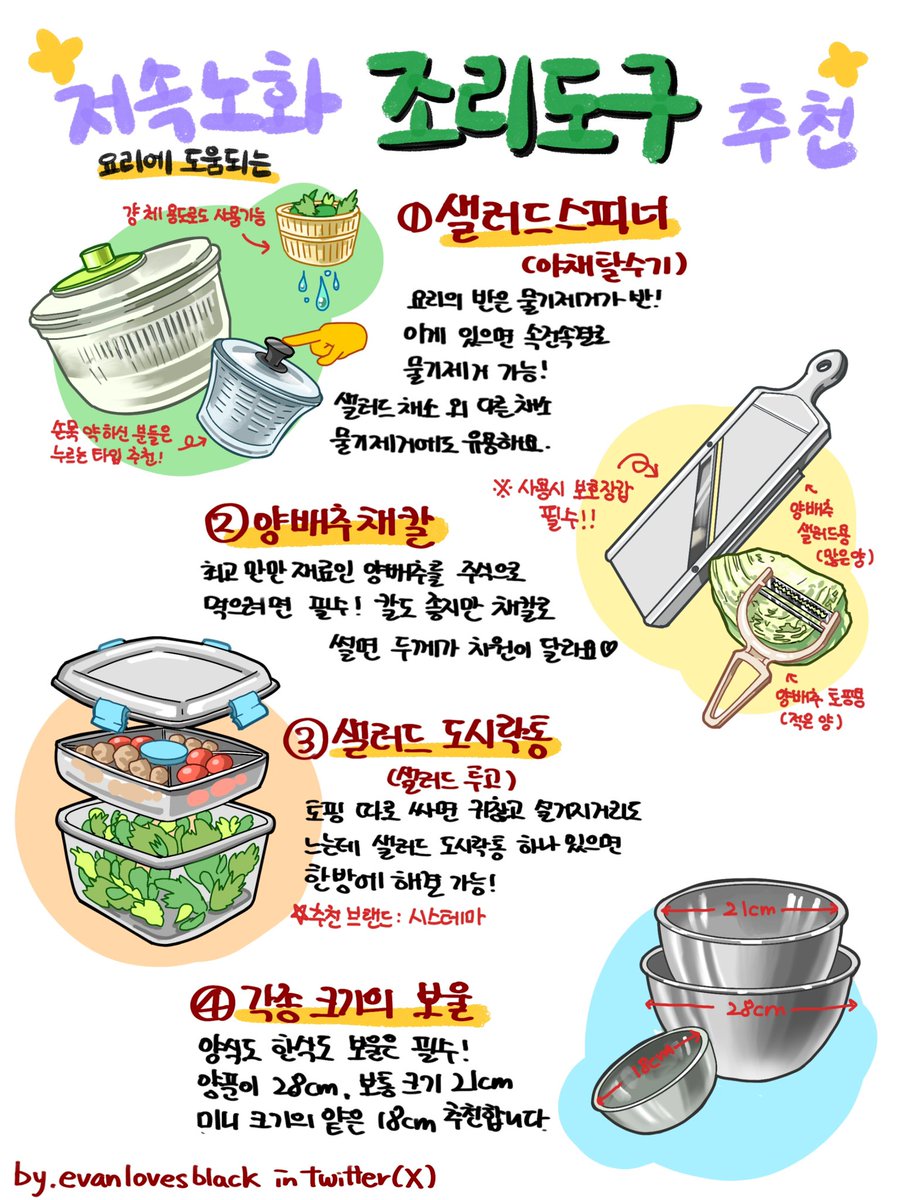 저속노화 조리도구 추천
요리에 도움되는
걍 체 용도로도 사용가능
① 샐러드스피너
(야채탈수기)
요리의 반은 물기제거가 반!
이게 있으면 속전속결로
물기제거 가능!
샐러드 채소 외 다른 채소
물기제거에도 유용해요.
손목 약하신 분들은
누르는 타입 추천!
※ 사용시 보호장갑
필수!!
양배추
샐러드용
(많은양)
② 양배추채칼
최고 만만 재료인 양배추를 주식으로
먹으려면 필수! 칼도 좋지만 채칼로
썰면 두께가 차원이 달라요♡
양배추 토핑용
(적은 양)
③ 샐러드 도시락통
(샐러드 투고)
토핑 따로 싸면 귀찮고 설거지거리도
느는데 샐러드 도시락통 하나 있으면
한방에 해결 가능!
☆추천 브랜드: 시스테마
21cm
28cm
18cm
④ 각종 크기의 보울
양식도 한식도 보울은 필수!
양푼이 28cm, 보통 크기 21cm
미니 크기의 얕은 18cm 추천합니다
by.evanlovesblack in twitter(X)